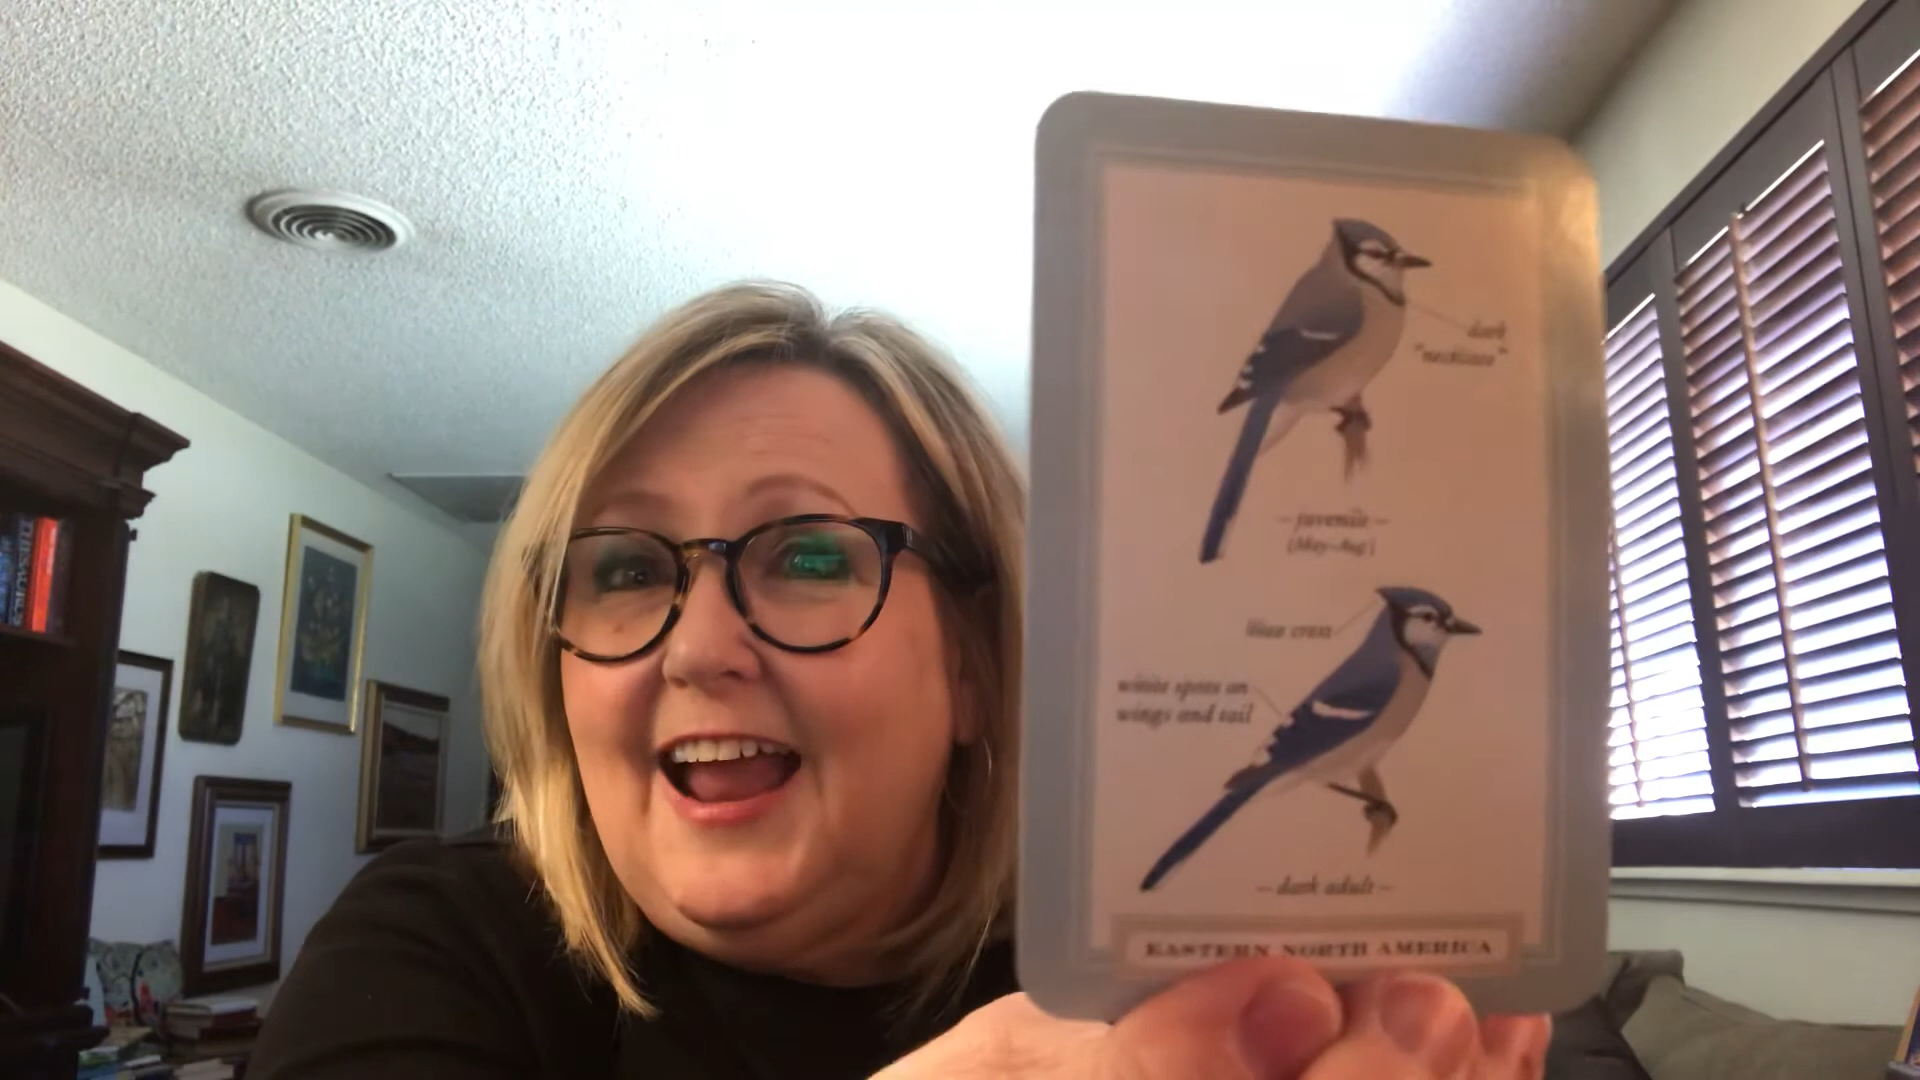 dark
"necklace"
– juvenile –
(May–Aug)
blue crest
white spots on
wings and tail
– dark adult –
EASTERN NORTH AMERICA